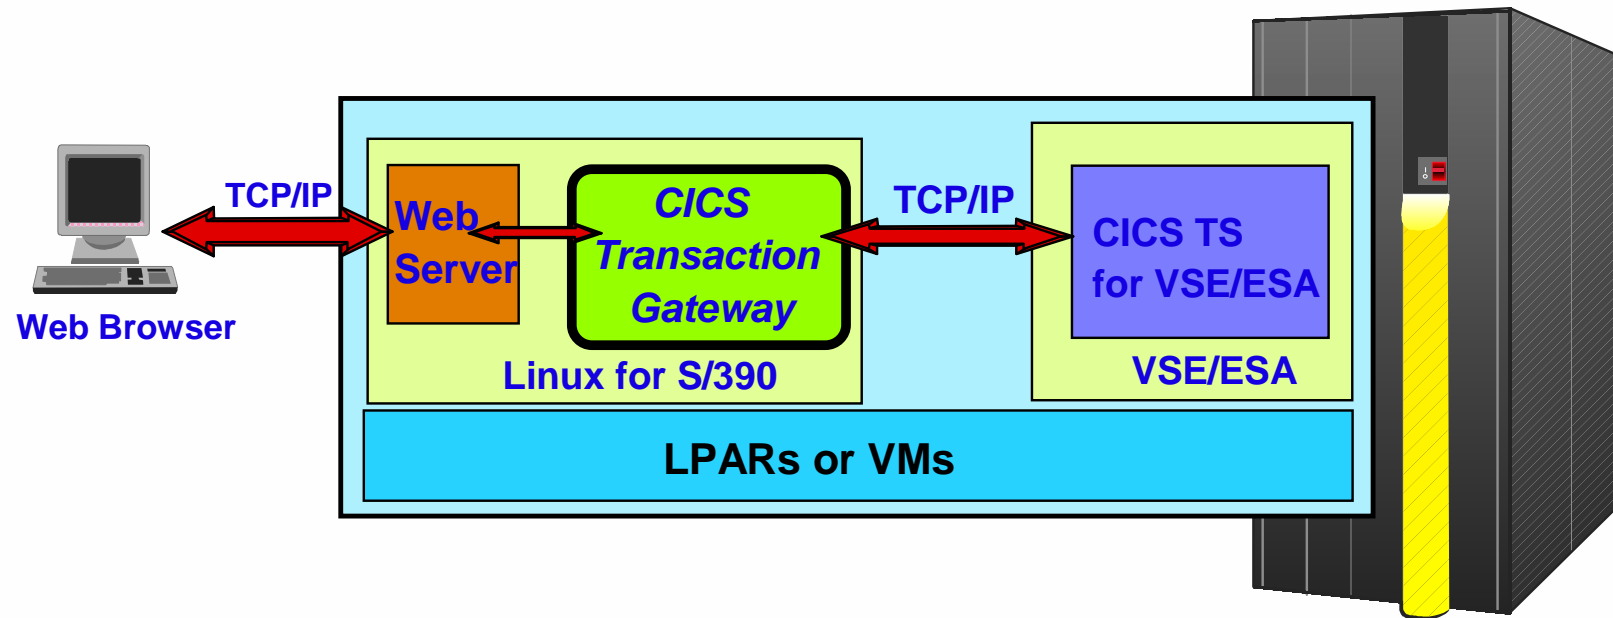 Web Browser
TCP/IP
Web
Server
CICS
Transaction
Gateway
Linux for S/390
TCP/IP
CICS TS
for VSE/ESA
VSE/ESA
LPARs or VMs